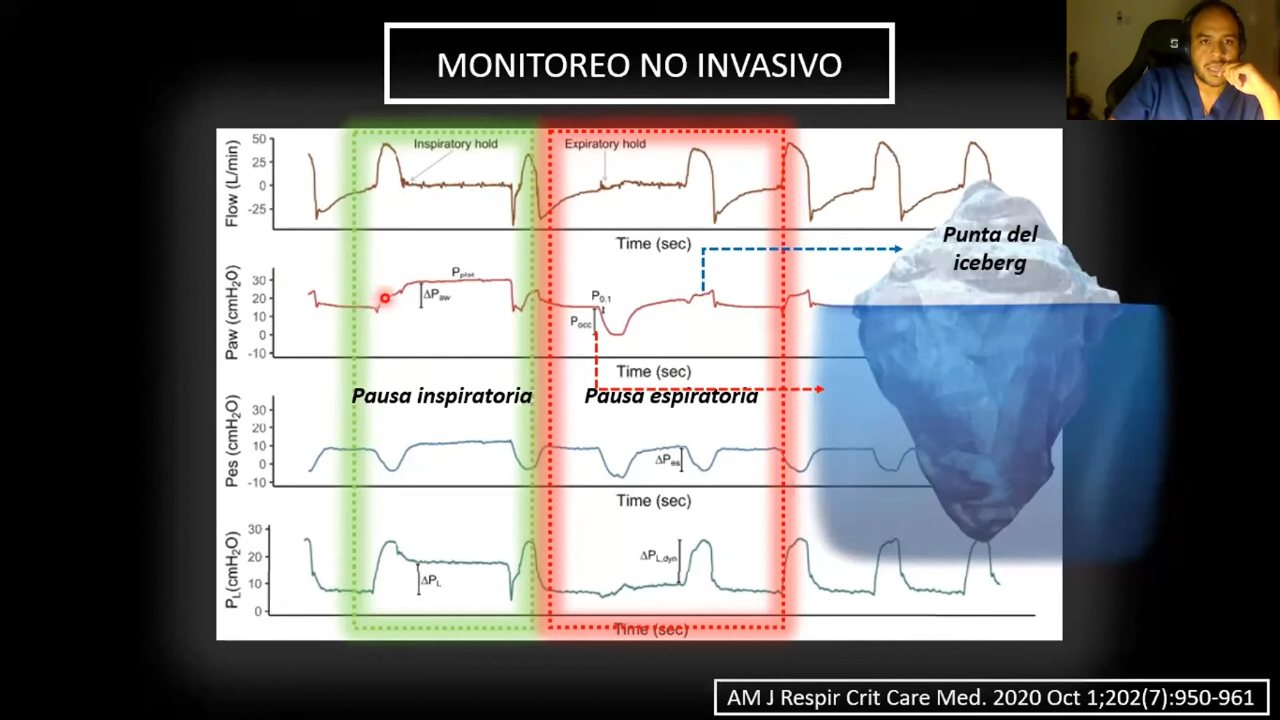 MONITOREO NO INVASIVO
Flow (L/min)
50
25
0
-25
Inspiratory hold
Expiratory hold
Time (sec)
Paw (cmH2O)
30
20
10
0
-10
Pplat
ΔPaw
P0.1
Pocc
Time (sec)
Punta del
iceberg
Pausa inspiratoria
Pausa espiratoria
Pes (cmH2O)
30
20
10
0
-10
ΔPes
Time (sec)
PL(cmH2O)
30
20
10
0
ΔPL
ΔPL,dyn
Time (sec)
AM J Respir Crit Care Med. 2020 Oct 1;202(7):950-961